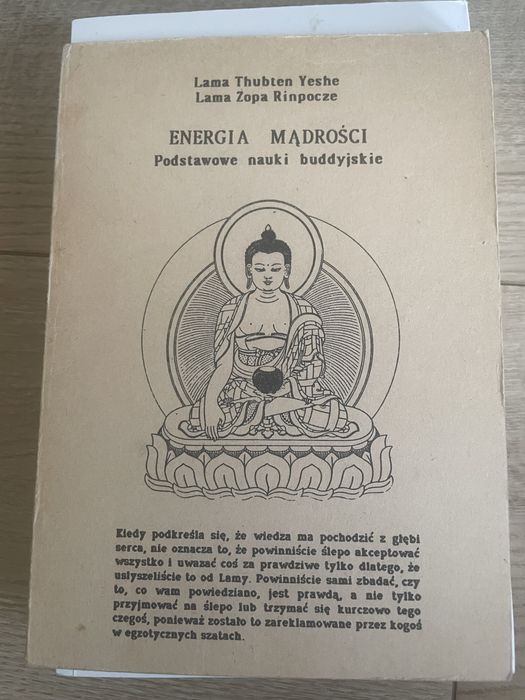 Lama Thubten Yeshe
Lama Zopa Rinpocze
ENERGIA MĄDROŚCI
Podstawowe nauki buddyjskie
Kiedy podkreśla się, że wiedza ma pochodzić z głębi
serca, nie oznacza to, że powinniście ślepo akceptować
wszystko i uważać coś za prawdziwe tylko dlatego, że
usłyszeliście to od Lamy. Powinniście sami zbadać, czy
to, co wam powiedziano, jest prawdą, a nie tylko
przyjmować na ślepo lub trzymać się kurczowo tego
czegoś, ponieważ zostało to zareklamowane przez kogoś
w egzotycznych szatach.